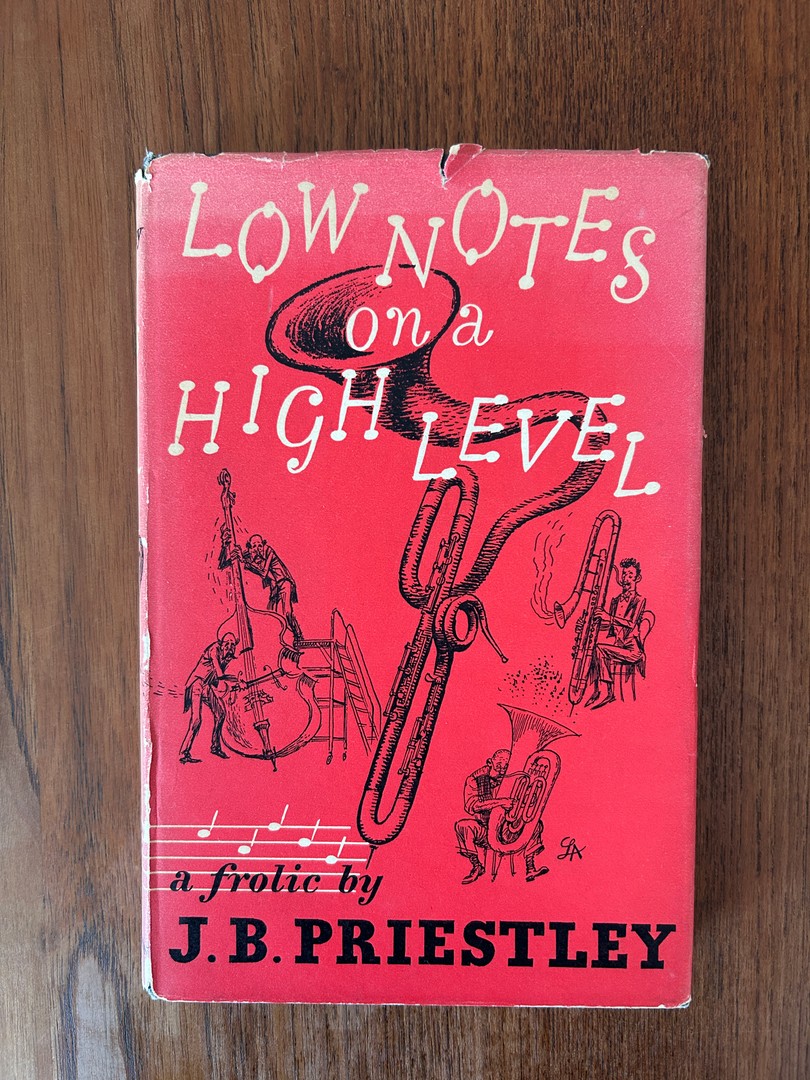 LOW NOTES
on a
HIGH LEVEL
a frolic by
J.B. PRIESTLEY